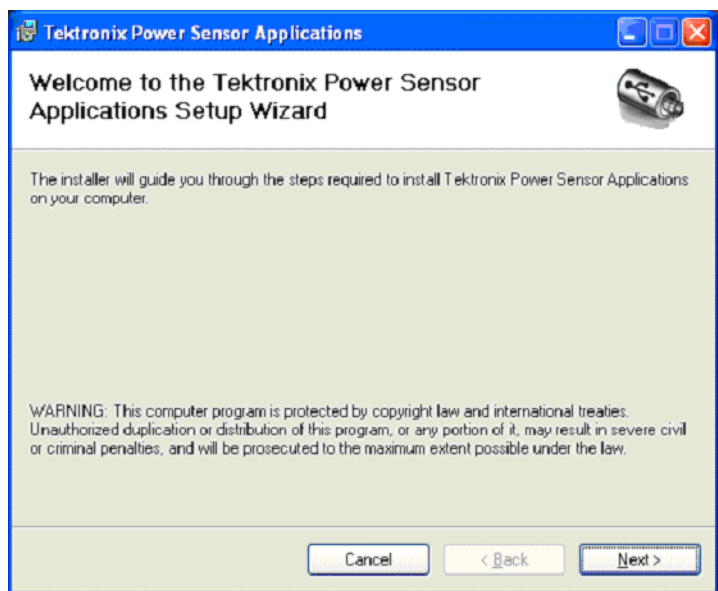 Tektronix Power Sensor Applications
Welcome to the Tektronix Power Sensor
Applications Setup Wizard
The installer will guide you through the steps required to install Tektronix Power Sensor Applications
on your computer.
WARNING: This computer program is protected by copyright law and international treaties.
Unauthorized duplication or distribution of this program, or any portion of it, may result in severe civil
or criminal penalties, and will be prosecuted to the maximum extent possible under the law.
Cancel < Back Next >